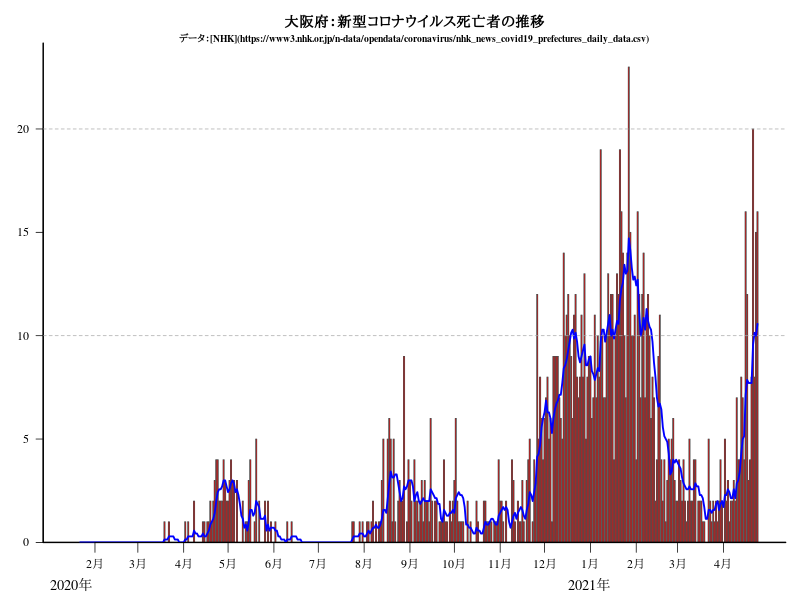 大阪府：新型コロナウイルス死亡者の推移
データ：[NHK](https://www3.nhk.or.jp/n-data/opendata/coronavirus/nhk_news_covid19_prefectures_daily_data.csv)
20
15
10
5
0
2月 3月 4月 5月 6月 7月 8月 9月 10月 11月 12月 1月 2月 3月 4月
2020年 2021年